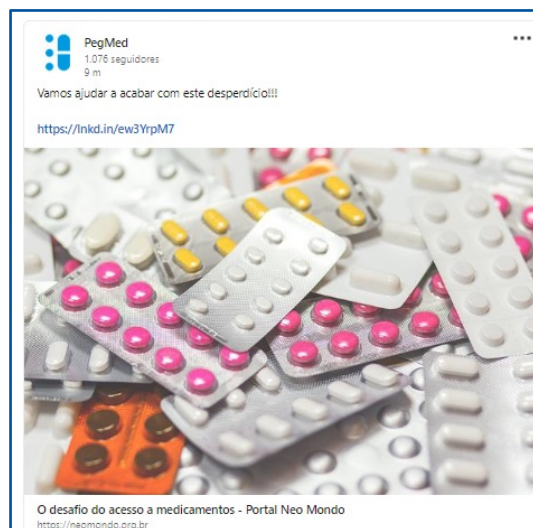 PegMed
1.076 seguidores
9 m
Vamos ajudar a acabar com este desperdício!!!
https://lnkd.in/ew3YrpM7
O desafio do acesso a medicamentos - Portal Neo Mondo
https://neomondo.org.br